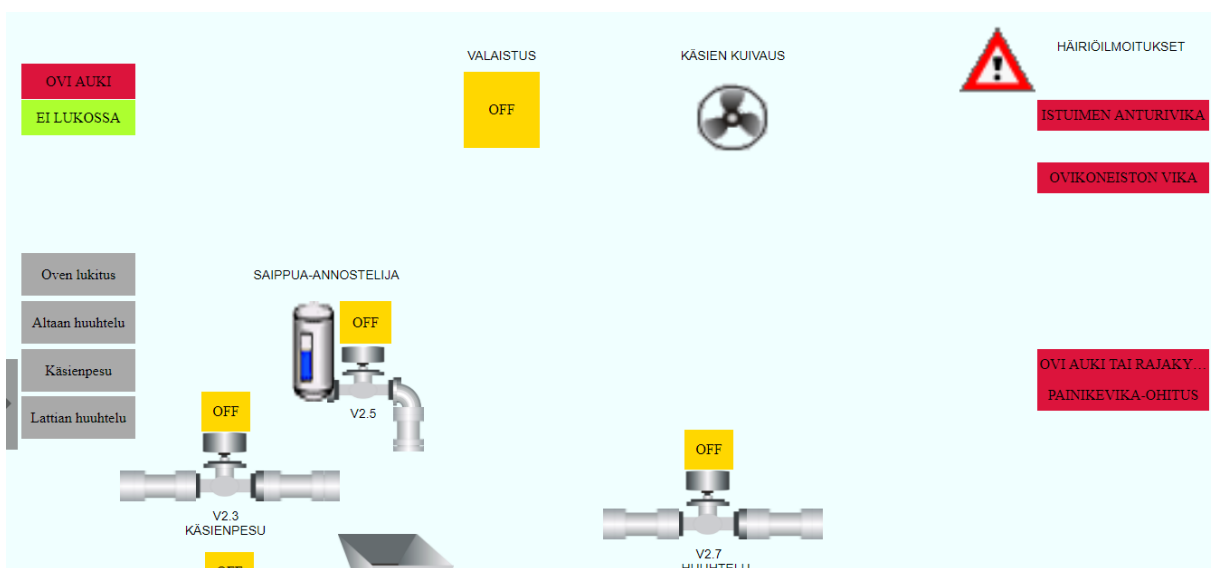 VALAISTUS
KÄSIEN KUIVAUS
HÄIRIÖILMOITUKSET
OVI AUKI
EI LUKOSSA
OFF
ISTUIMEN ANTURIVIKA
OVIKONEISTON VIKA
Oven lukitus
Altaan huuhtelu
Käsienpesu
Lattian huuhtelu
SAIPPUA-ANNOSTELIJA
OFF
V2.5
OVI AUKI TAI RAJAKY...
PAINIKEVIKA-OHITUS
OFF
V2.3
KÄSIENPESU
OFF
V2.7
HUUHTELU
OFF